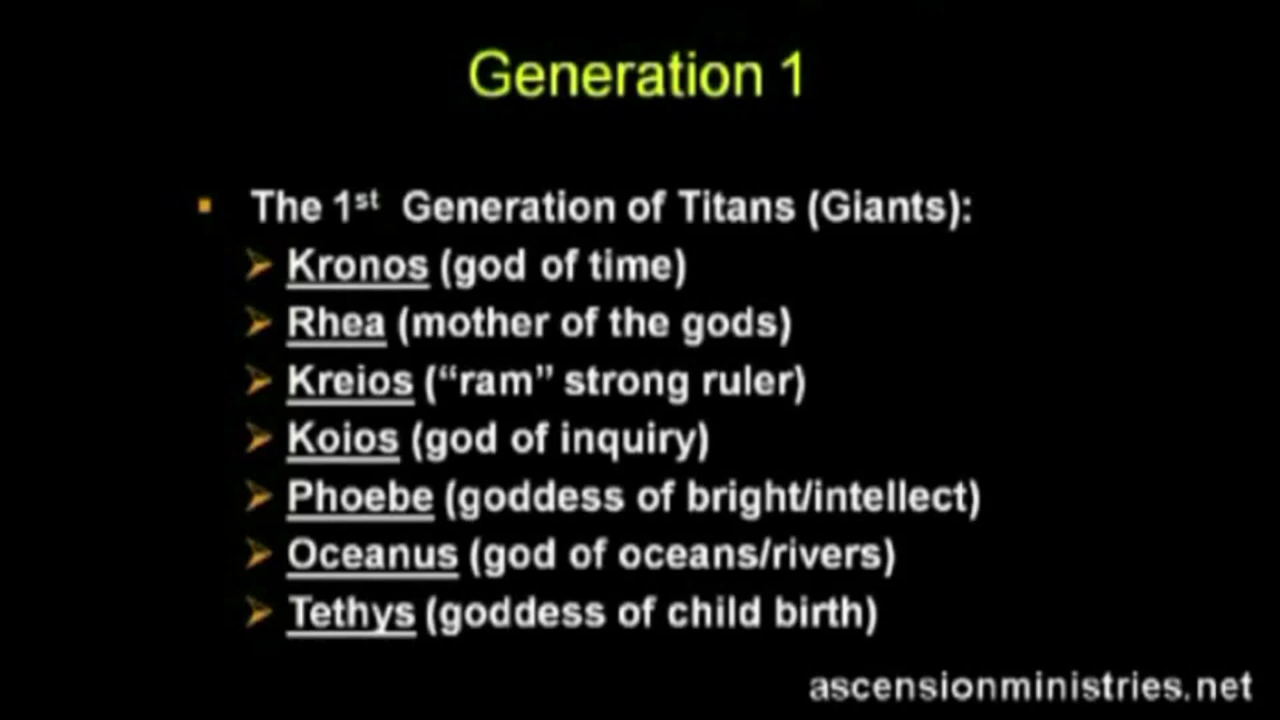 Generation 1
▪ The 1st Generation of Titans (Giants):
➢ Kronos (god of time)
➢ Rhea (mother of the gods)
➢ Kreios (“ram” strong ruler)
➢ Koios (god of inquiry)
➢ Phoebe (goddess of bright/intellect)
➢ Oceanus (god of oceans/rivers)
➢ Tethys (goddess of child birth)
ascensionministries.net